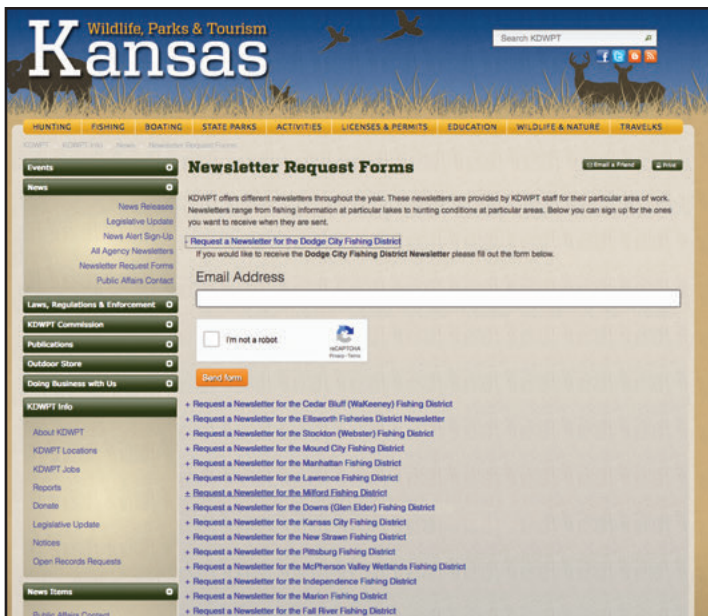 Wildlife, Parks & Tourism
Kansas
Search KDWPT
HUNTING FISHING BOATING STATE PARKS ACTIVITIES LICENSES & PERMITS EDUCATION WILDLIFE & NATURE TRAVELKS
KDWPT KDWPT Info News Newsletter Request Forms
Events
News
News Releases
Legislative Update
News Alert Sign-Up
All Agency Newsletters
Newsletter Request Forms
Public Affairs Contact
Laws, Regulations & Enforcement
KDWPT Commission
Publications
Outdoor Store
Doing Business with Us
KDWPT Info
About KDWPT
KDWPT Locations
KDWPT Jobs
Reports
Donate
Legislative Update
Notices
Open Records Requests
News Items
Public Affairs Contact
Newsletter Request Forms
Email a Friend Print
KDWPT offers different newsletters throughout the year. These newsletters are provided by KDWPT staff for their particular area of work.
Newsletters range from fishing information at particular lakes to hunting conditions at particular areas. Below you can sign up for the ones
you want to receive when they are sent.
- Request a Newsletter for the Dodge City Fishing District
If you would like to receive the Dodge City Fishing District Newsletter please fill out the form below.
Email Address
I'm not a robot
reCAPTCHA
Privacy - Terms
Send form
+ Request a Newsletter for the Cedar Bluff (WaKeeney) Fishing District
+ Request a Newsletter for the Ellsworth Fisheries District Newsletter
+ Request a Newsletter for the Stockton (Webster) Fishing District
+ Request a Newsletter for the Mound City Fishing District
+ Request a Newsletter for the Manhattan Fishing District
+ Request a Newsletter for the Lawrence Fishing District
+ Request a Newsletter for the Milford Fishing District
+ Request a Newsletter for the Downs (Glen Elder) Fishing District
+ Request a Newsletter for the Kansas City Fishing District
+ Request a Newsletter for the New Strawn Fishing District
+ Request a Newsletter for the Pittsburg Fishing District
+ Request a Newsletter for the McPherson Valley Wetlands Fishing District
+ Request a Newsletter for the Independence Fishing District
+ Request a Newsletter for the Marion Fishing District
+ Request a Newsletter for the Fall River Fishing District